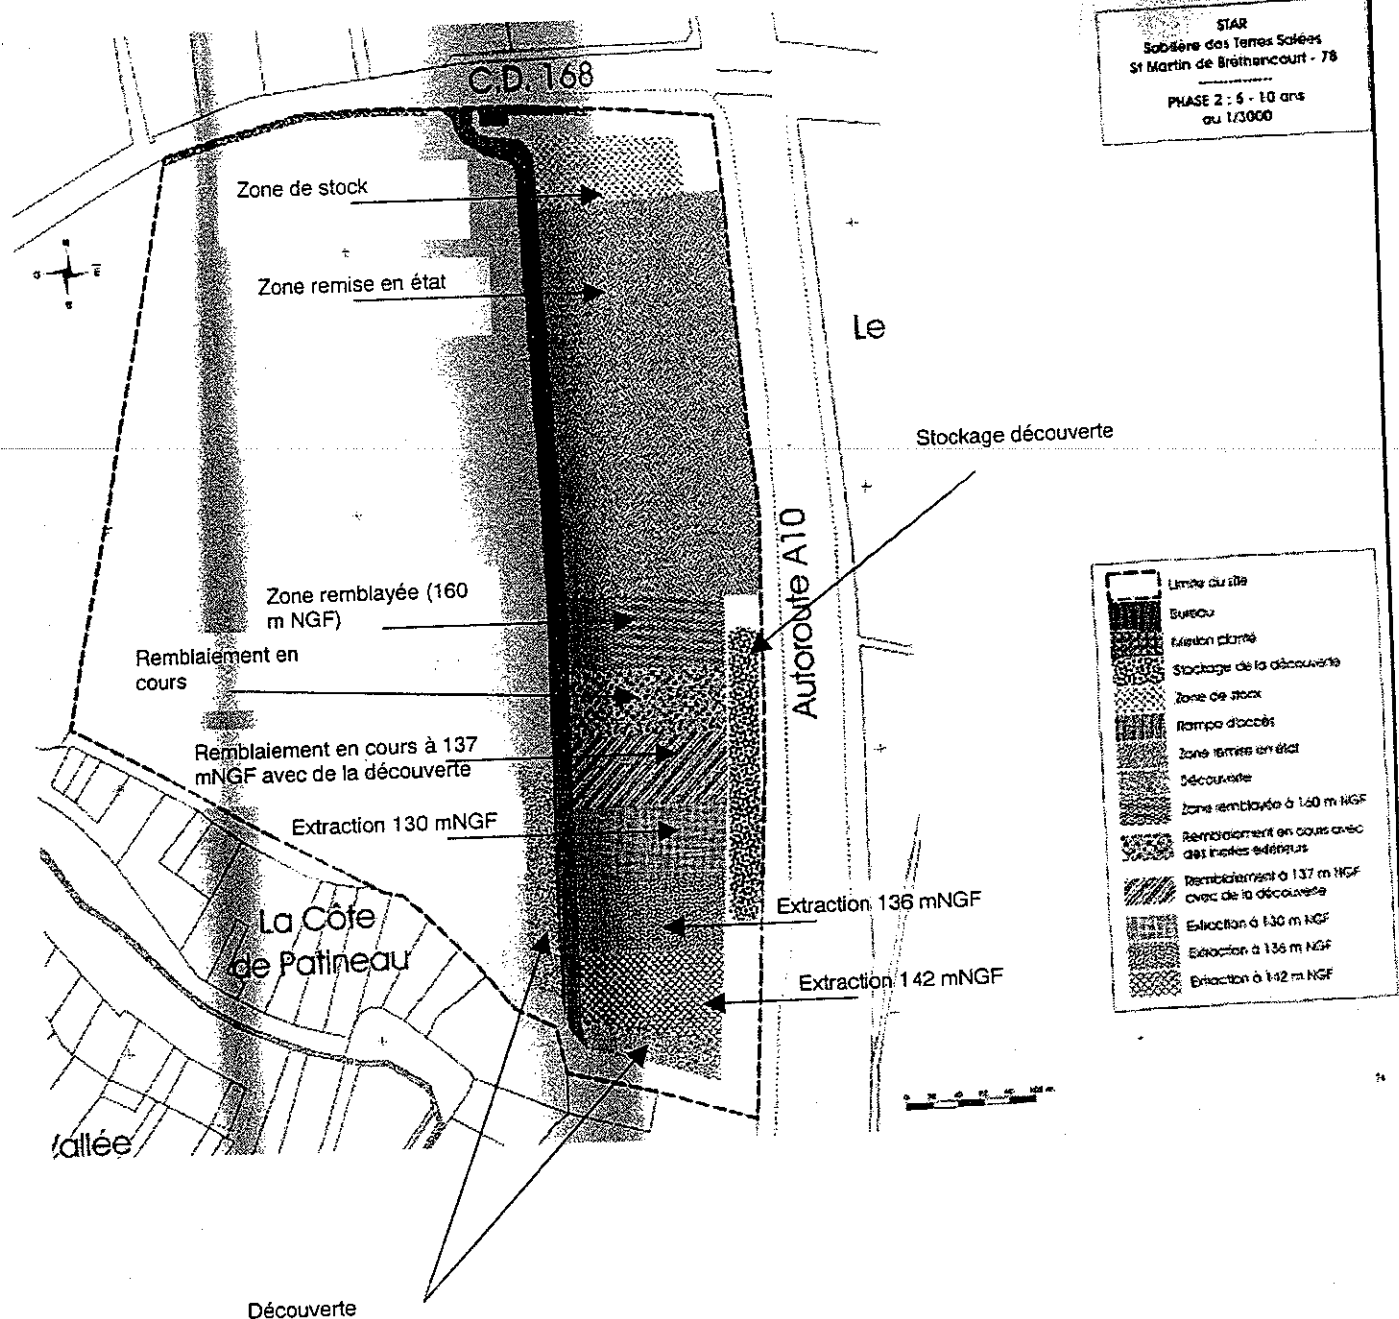 STAR
Sablière des Terres Salées
St Martin de Bréthencourt - 78
PHASE 2 : 6 - 10 ans
au 1/3000
C.D. 168
Zone de stock
Zone remise en état
Le
Stockage découverte
Autoroute A10
Zone remblayée (160
m NGF)
Remblaiement en
cours
Remblaiement en cours à 137
mNGF avec de la découverte
Extraction 130 mNGF
Extraction 136 mNGF
Extraction 142 mNGF
La Côte
de Patineau
Vallée
Découverte
Limite du site
Bureau
Merlon planté
Stockage de la découverte
Zone de stock
Rampe d'accès
Zone remise en état
Découverte
Zone remblayée à 160 m NGF
Remblaiement en cours avec
des inertes extérieurs
Remblaiement à 137 m NGF
avec de la découverte
Extraction à 130 m NGF
Extraction à 136 m NGF
Extraction à 142 m NGF